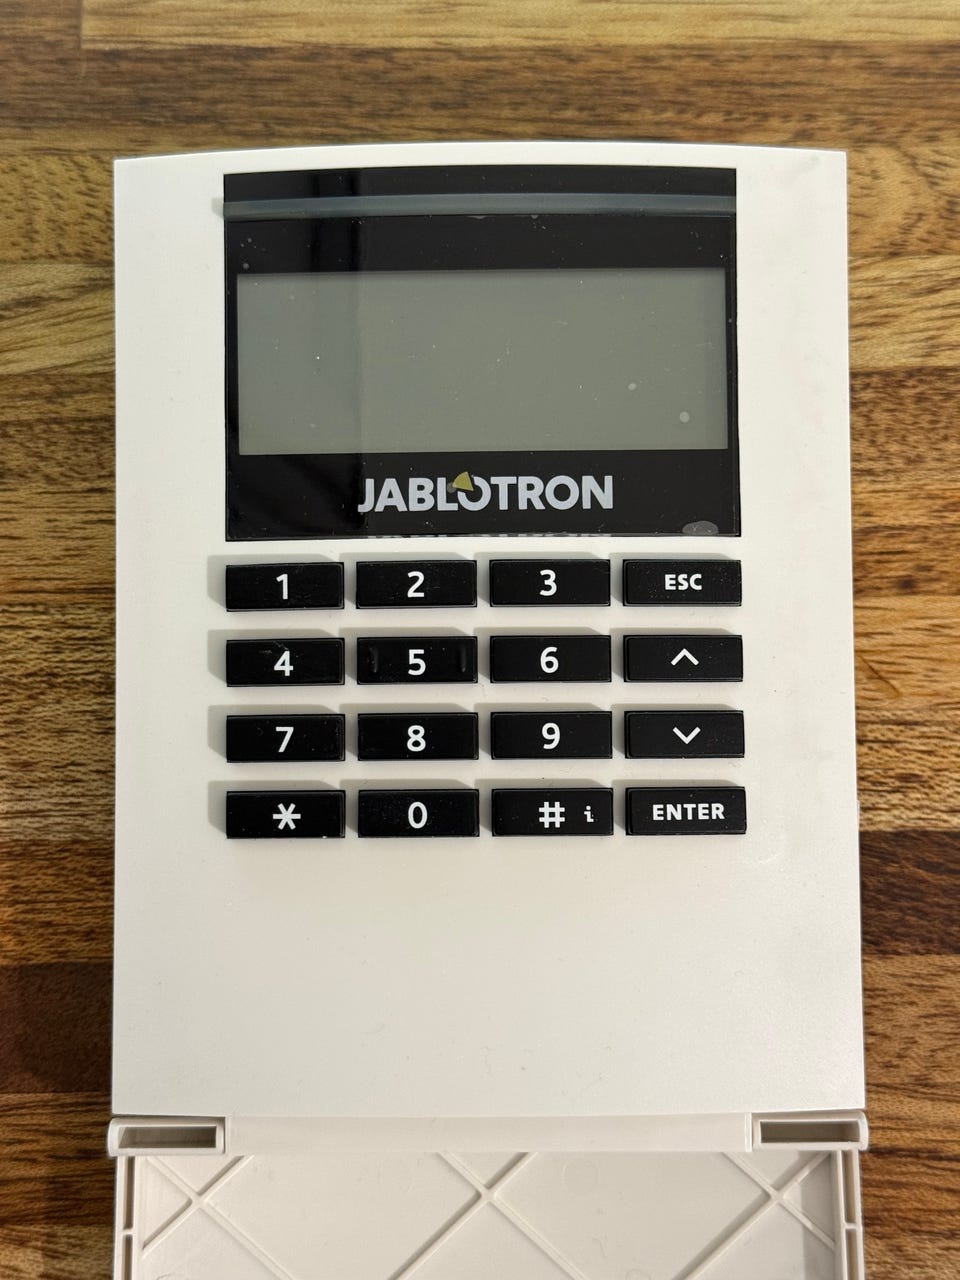 JABLOTRON
1 2 3 ESC
4 5 6
7 8 9
* 0 # i ENTER